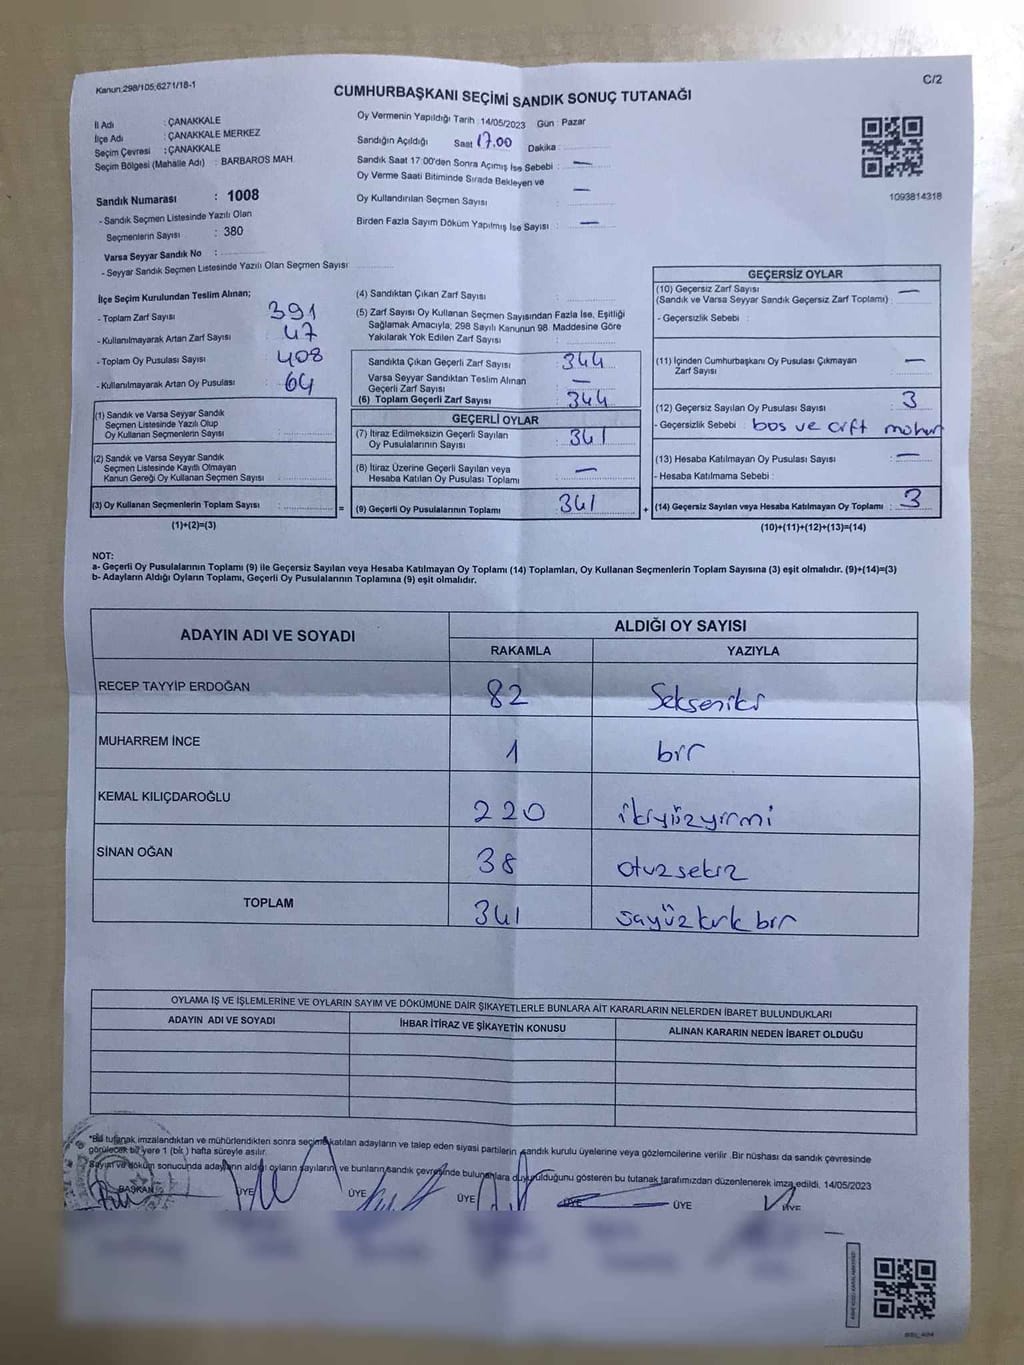 Kanun:298/105;6271/18-1
C/2
CUMHURBAŞKANI SEÇİMİ SANDIK SONUÇ TUTANAĞI
İl Adı : ÇANAKKALE
İlçe Adı : ÇANAKKALE MERKEZ
Seçim Çevresi : ÇANAKKALE
Seçim Bölgesi (Mahalle Adı) : BARBAROS MAH.
Sandık Numarası : 1008
- Sandık Seçmen Listesinde Yazılı Olan
Seçmenlerin Sayısı : 380
Varsa Seyyar Sandık No :
- Seyyar Sandık Seçmen Listesinde Yazılı Olan Seçmen Sayısı
Oy Vermenin Yapıldığı Tarih : 14/05/2023 Gün : Pazar
Sandığın Açıldığı Saat 17.00 Dakika :
Sandık Saat 17:00'den Sonra Açımış İse Sebebi : —
Oy Verme Saati Bitiminde Sırada Bekleyen ve —
Oy Kullandırılan Seçmen Sayısı
Birden Fazla Sayım Döküm Yapılmış İse Sayısı : —
1093814318
İlçe Seçim Kurulundan Teslim Alınan;
- Toplam Zarf Sayısı 391
- Kullanılmayarak Artan Zarf Sayısı 47
- Toplam Oy Pusulası Sayısı 408
- Kullanılmayarak Artan Oy Pusulası : 64
(1) Sandık ve Varsa Seyyar Sandık
Seçmen Listesinde Yazılı Olup
Oy Kullanan Seçmenlerin Sayısı :
(2) Sandık ve Varsa Seyyar Sandık
Seçmen Listesinde Kayıtlı Olmayan
Kanun Gereği Oy Kullanan Seçmen Sayısı :
(3) Oy Kullanan Seçmenlerin Toplam Sayısı :
(1)+(2)=(3)
(4) Sandıktan Çıkan Zarf Sayısı :
(5) Zarf Sayısı Oy Kullanan Seçmen Sayısından Fazla İse, Eşitliği
Sağlamak Amacıyla; 298 Sayılı Kanunun 98. Maddesine Göre
Yakılarak Yok Edilen Zarf Sayısı :
Sandıkta Çıkan Geçerli Zarf Sayısı : 344
Varsa Seyyar Sandıktan Teslim Alınan —
Geçerli Zarf Sayısı
(6) Toplam Geçerli Zarf Sayısı : 344
GEÇERLİ OYLAR
(7) İtiraz Edilmeksizin Geçerli Sayılan : 341
Oy Pusulasının Sayısı
(8) İtiraz Üzerine Geçerli Sayılan veya : —
Hesaba Katılan Oy Pusulası Toplamı
= (9) Geçerli Oy Pusulalarının Toplamı : 341 +
GEÇERSİZ OYLAR
(10) Geçersiz Zarf Sayısı —
(Sandık ve Varsa Seyyar Sandık Geçersiz Zarf Toplamı) :
- Geçersizlik Sebebi :
(11) İçinden Cumhurbaşkanı Oy Pusulası Çıkmayan —
Zarf Sayısı :
(12) Geçersiz Sayılan Oy Pusulası Sayısı : 3
- Geçersizlik Sebebi : bos ve cift mohur
(13) Hesaba Katılmayan Oy Pusulası Sayısı : —
- Hesaba Katılmama Sebebi :
(14) Geçersiz Sayılan veya Hesaba Katılmayan Oy Toplamı : 3
(10)+(11)+(12)+(13)=(14)
NOT:
a- Geçerli Oy Pusulalarının Toplamı (9) ile Geçersiz Sayılan veya Hesaba Katılmayan Oy Toplamı (14) Toplamları, Oy Kullanan Seçmenlerin Toplam Sayısına (3) eşit olmalıdır. (9)+(14)=(3)
b- Adayların Aldığı Oyların Toplamı, Geçerli Oy Pusulalarının Toplamına (9) eşit olmalıdır.
ADAYIN ADI VE SOYADI
ALDIĞI OY SAYISI
RAKAMLA YAZIYLA
RECEP TAYYİP ERDOĞAN 82 Sekseniki
MUHARREM İNCE 1 bir
KEMAL KILIÇDAROĞLU 220 ikiyüzyirmi
SİNAN OĞAN 38 otuzsekiz
TOPLAM 341 sayüzkırk bir
OYLAMA İŞ VE İŞLEMLERİNE VE OYLARIN SAYIM VE DÖKÜMÜNE DAİR ŞİKAYETLERLE BUNLARA AİT KARARLARIN NELERDEN İBARET BULUNDUKLARI
ADAYIN ADI VE SOYADI İHBAR İTİRAZ VE ŞİKAYETİN KONUSU ALINAN KARARIN NEDEN İBARET OLDUĞU
*Bu tutanak imzalandıktan ve mühürlendikten sonra seçime katılan adayların ve talep eden siyasi partilerin sandık kurulu üyelerine veya gözlemcilerine verilir. Bir nüshası da sandık çevresinde
görülecek bir yere 1 (bir) hafta süreyle asılır.
Sayım ve döküm sonucunda adayların aldığı oyların sayılarını ve bunların sandık çevresinde bulunanlara duyurulduğunu gösteren bu tutanak tarafımızdan düzenlenerek imza edildi. 14/05/2023
BAŞKAN ÜYE ÜYE ÜYE ÜYE ÜYE ÜYE